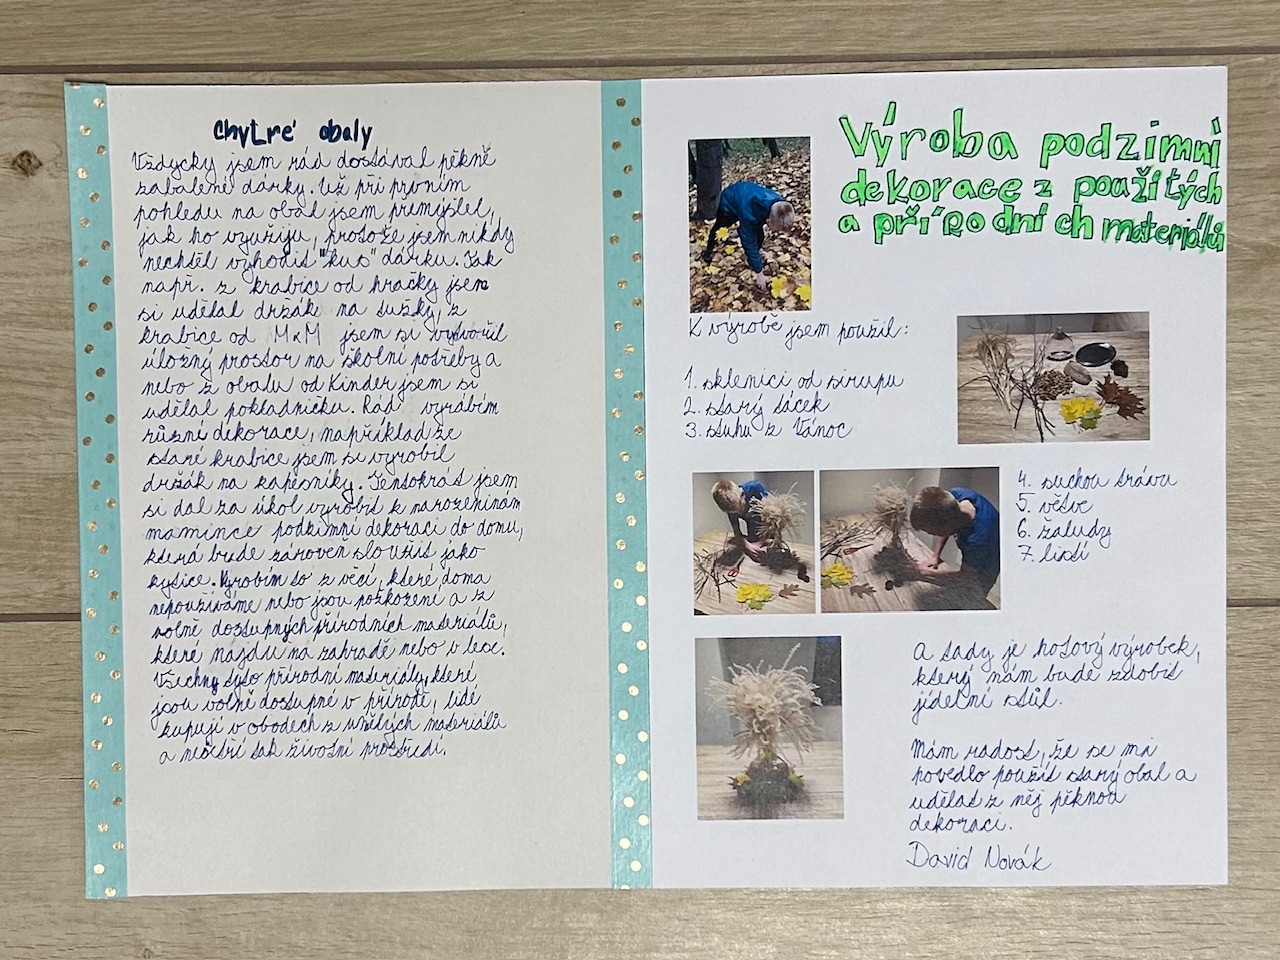 chytré obaly
Vždycky jsem rád dostával pěkně
zabalené dárky. Už při prvním
pohledu na obal jsem přemýšlel,
jak ho využiju, protože jsem nikdy
nechtěl vyhodit "kus" dárku. Tak
např. z krabice od hračky jsem
si udělal držák na tužky, z
krabice od M&M jsem si vytvořil
úložný prostor na školní potřeby a
nebo z obalu od Kinder jsem si
udělal pokladničku. Rád vyrábím
různé dekorace, například ze
staré krabice jsem si vyrobil
držák na kapesníky. Tentokrát jsem
si dal za úkol vyrobit k narozeninám
mamince podzimní dekoraci do domu,
která bude zároveň sloužit jako
kytice. Vyrobím to z věcí, které doma
nepoužíváme nebo jsou poškození a z
volně dostupných přírodních materiálů,
které najdu na zahradě nebo v lese.
Všechny tyto přírodní materiály, které
jsou volně dostupné v přírodě, lidé
kupují v obodech z umělých materiálů
a nešetří tak životní prostředí.
Výroba podzimní
dekorace z použitých
a přírodních materiálů
K výrobě jsem použil:
1. sklenici od sirupu
2. starý tácek
3. stuhu z Vánoc
4. suchou trávu
5. větve
6. žaludy
7. listí
A tady je hotový výrobek,
který nám bude zdobit
jídelní stůl.
Mám radost, že se mi
povedlo použít starý obal a
udělat z něj pěknou
dekoraci.
David Novák